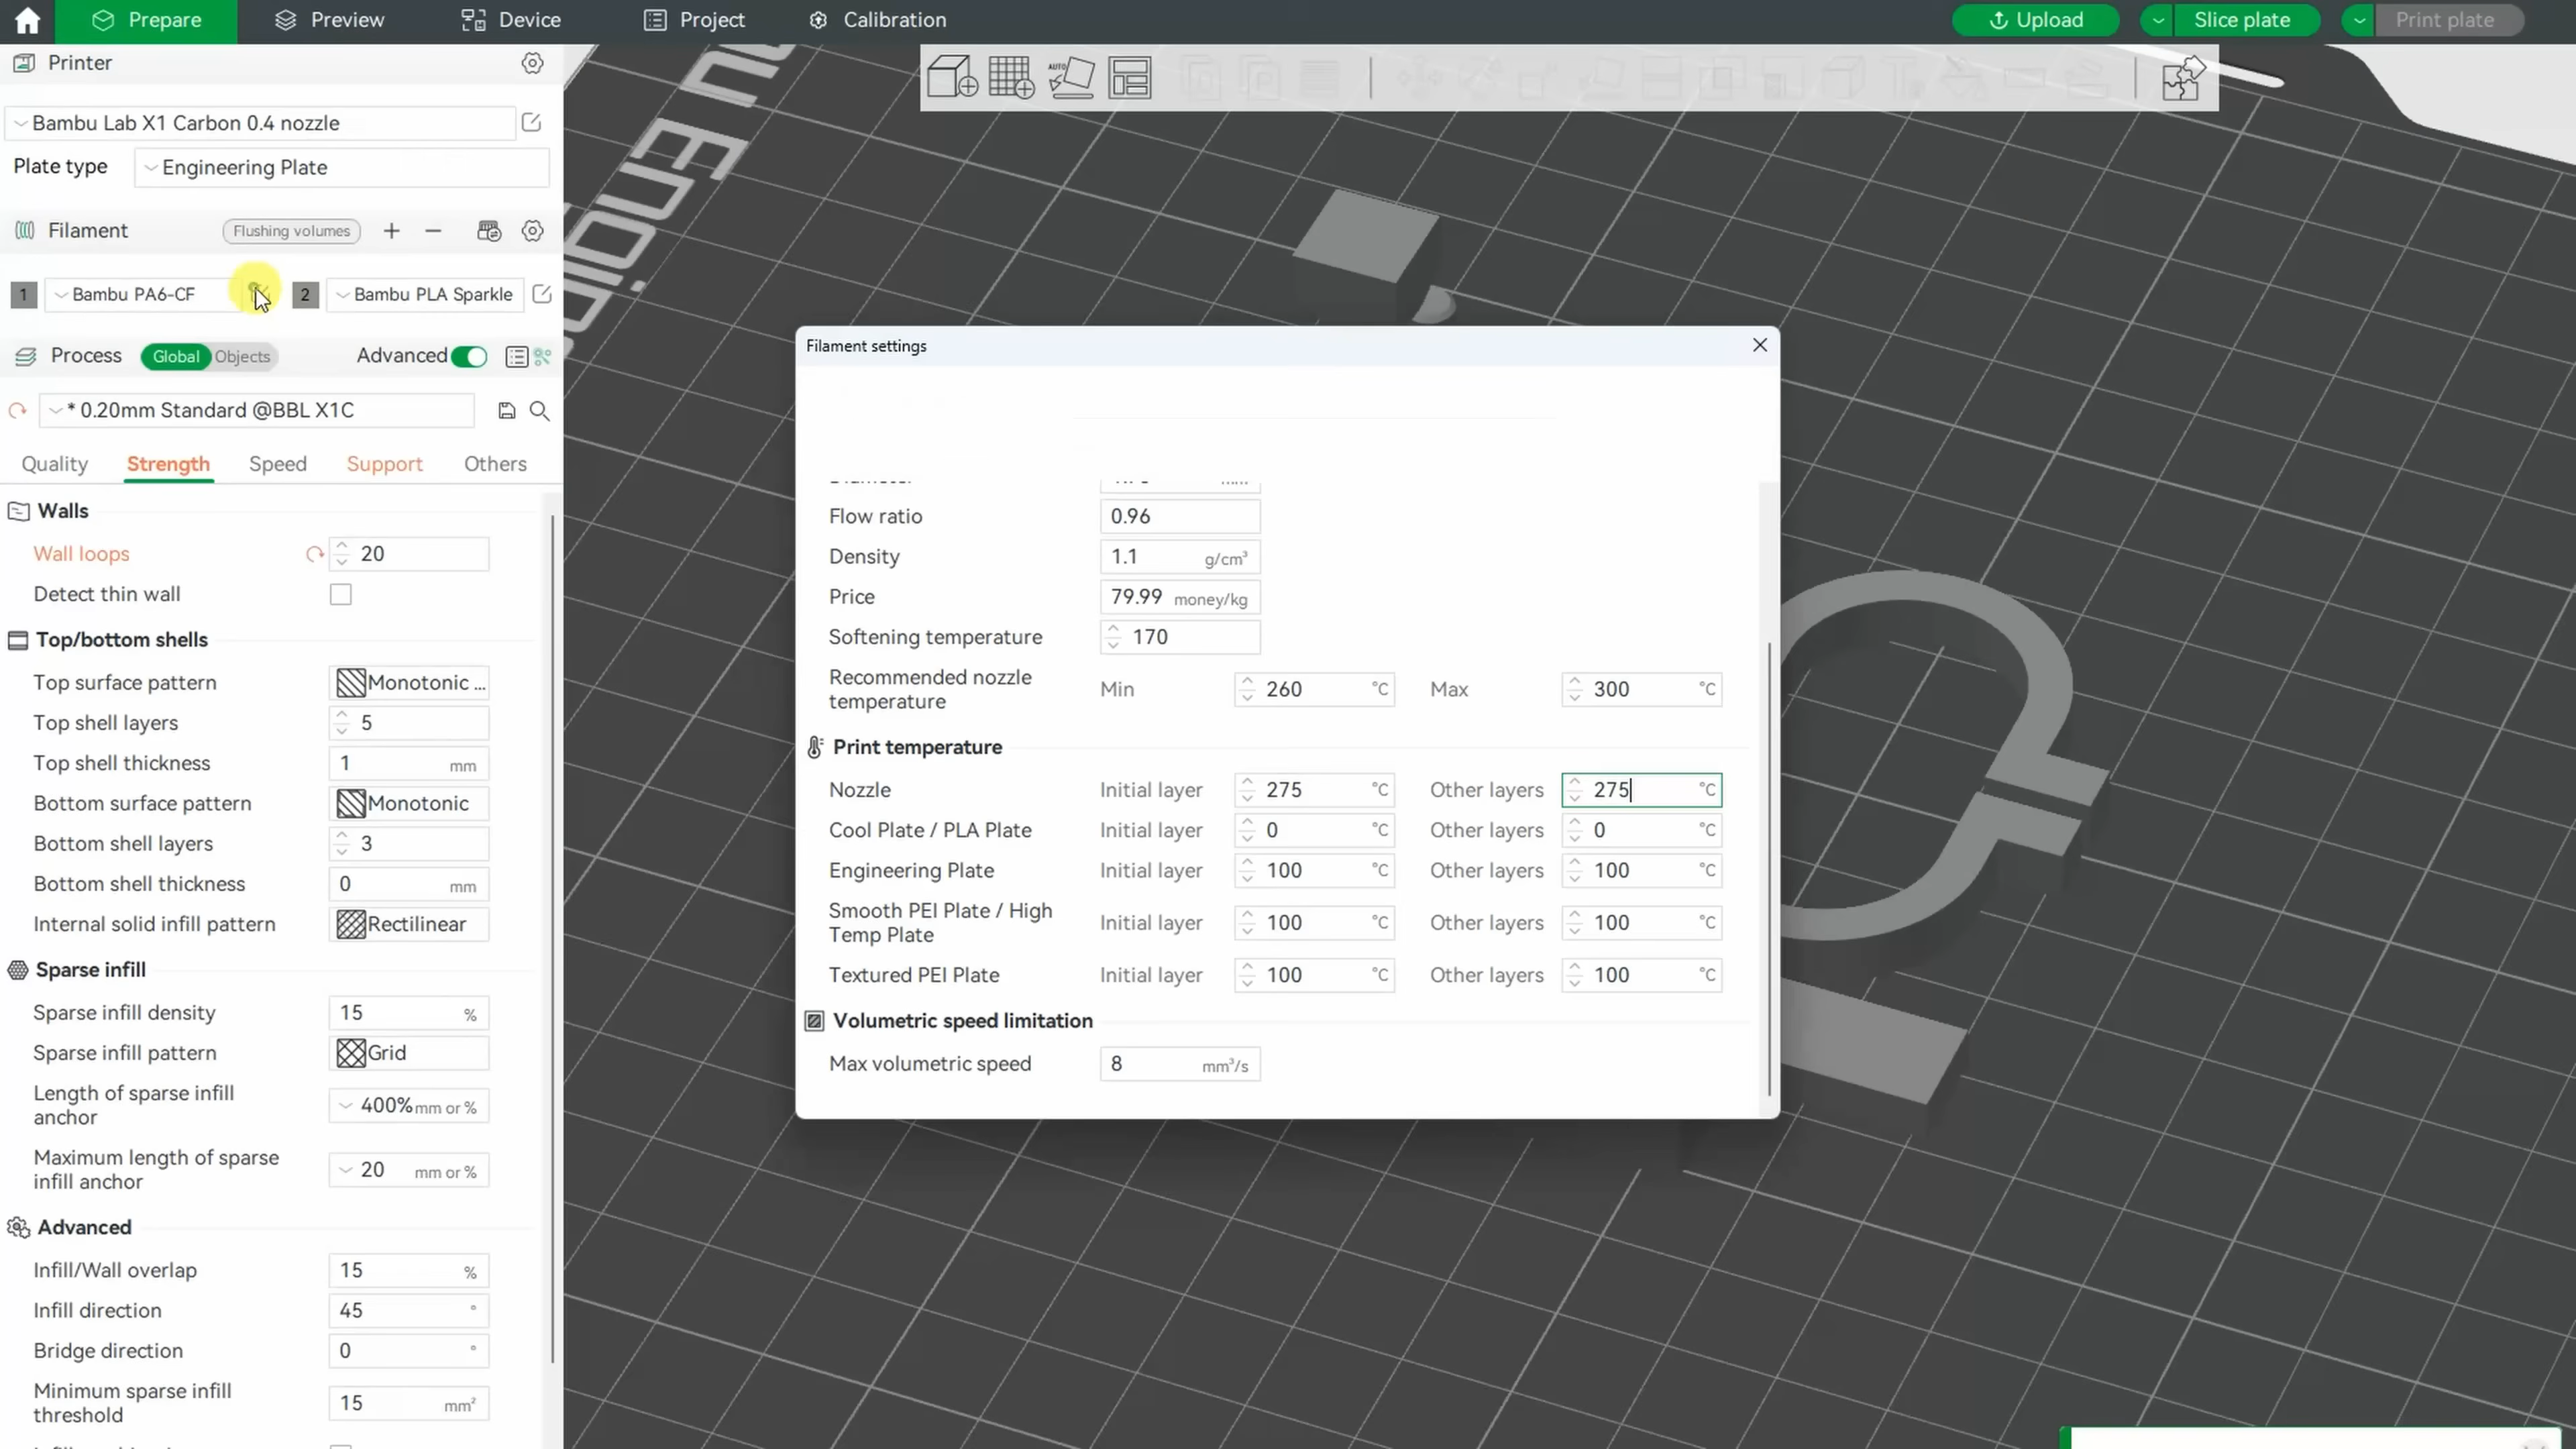 Prepare
Preview
Device
Project
Calibration
Upload
Slice plate
Print plate
Printer
Bambu Lab X1 Carbon 0.4 nozzle
Plate type
Engineering Plate
Filament
Flushing volumes
1
Bambu PA6-CF
2
Bambu PLA Sparkle
Process
Global
Objects
Advanced
* 0.20mm Standard @BBL X1C
Quality
Strength
Speed
Support
Others
Walls
Wall loops
20
Detect thin wall
Top/bottom shells
Top surface pattern
Monotonic ...
Top shell layers
5
Top shell thickness
1 mm
Bottom surface pattern
Monotonic
Bottom shell layers
3
Bottom shell thickness
0 mm
Internal solid infill pattern
Rectilinear
Sparse infill
Sparse infill density
15 %
Sparse infill pattern
Grid
Length of sparse infill
anchor
400% mm or %
Maximum length of sparse
infill anchor
20 mm or %
Advanced
Infill/Wall overlap
15 %
Infill direction
45 °
Bridge direction
0 °
Minimum sparse infill
threshold
15 mm²
AUTO
Filament settings
Flow ratio
0.96
Density
1.1 g/cm³
Price
79.99 money/kg
Softening temperature
170
Recommended nozzle
temperature
Min
260 °C
Max
300 °C
Print temperature
Nozzle
Initial layer
275 °C
Other layers
275 °C
Cool Plate / PLA Plate
Initial layer
0 °C
Other layers
0 °C
Engineering Plate
Initial layer
100 °C
Other layers
100 °C
Smooth PEI Plate / High
Temp Plate
Initial layer
100 °C
Other layers
100 °C
Textured PEI Plate
Initial layer
100 °C
Other layers
100 °C
Volumetric speed limitation
Max volumetric speed
8 mm³/s